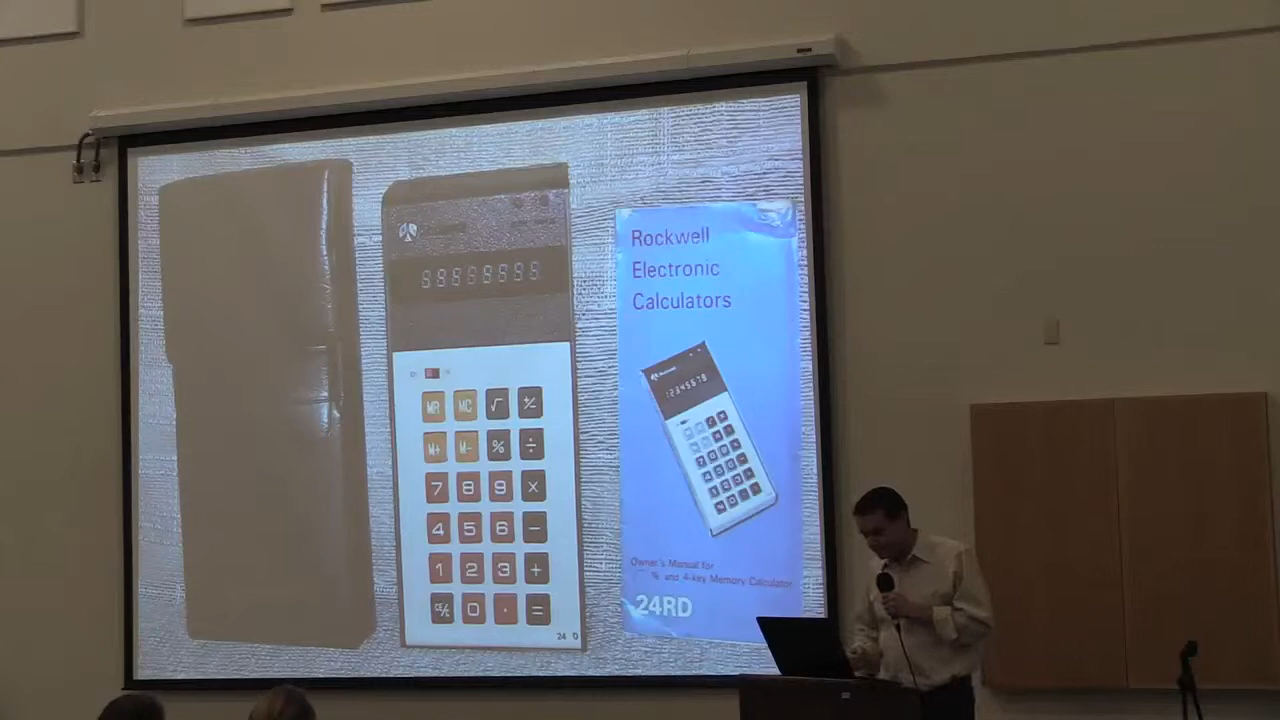 88888888
MR MC √ +/−
M+ M- % ÷
7 8 9 X
4 5 6 −
1 2 3 +
CE/C 0 . =
24
Rockwell
Electronic
Calculators
12345678
Owner's Manual for
% and 4-key Memory Calculator
24RD